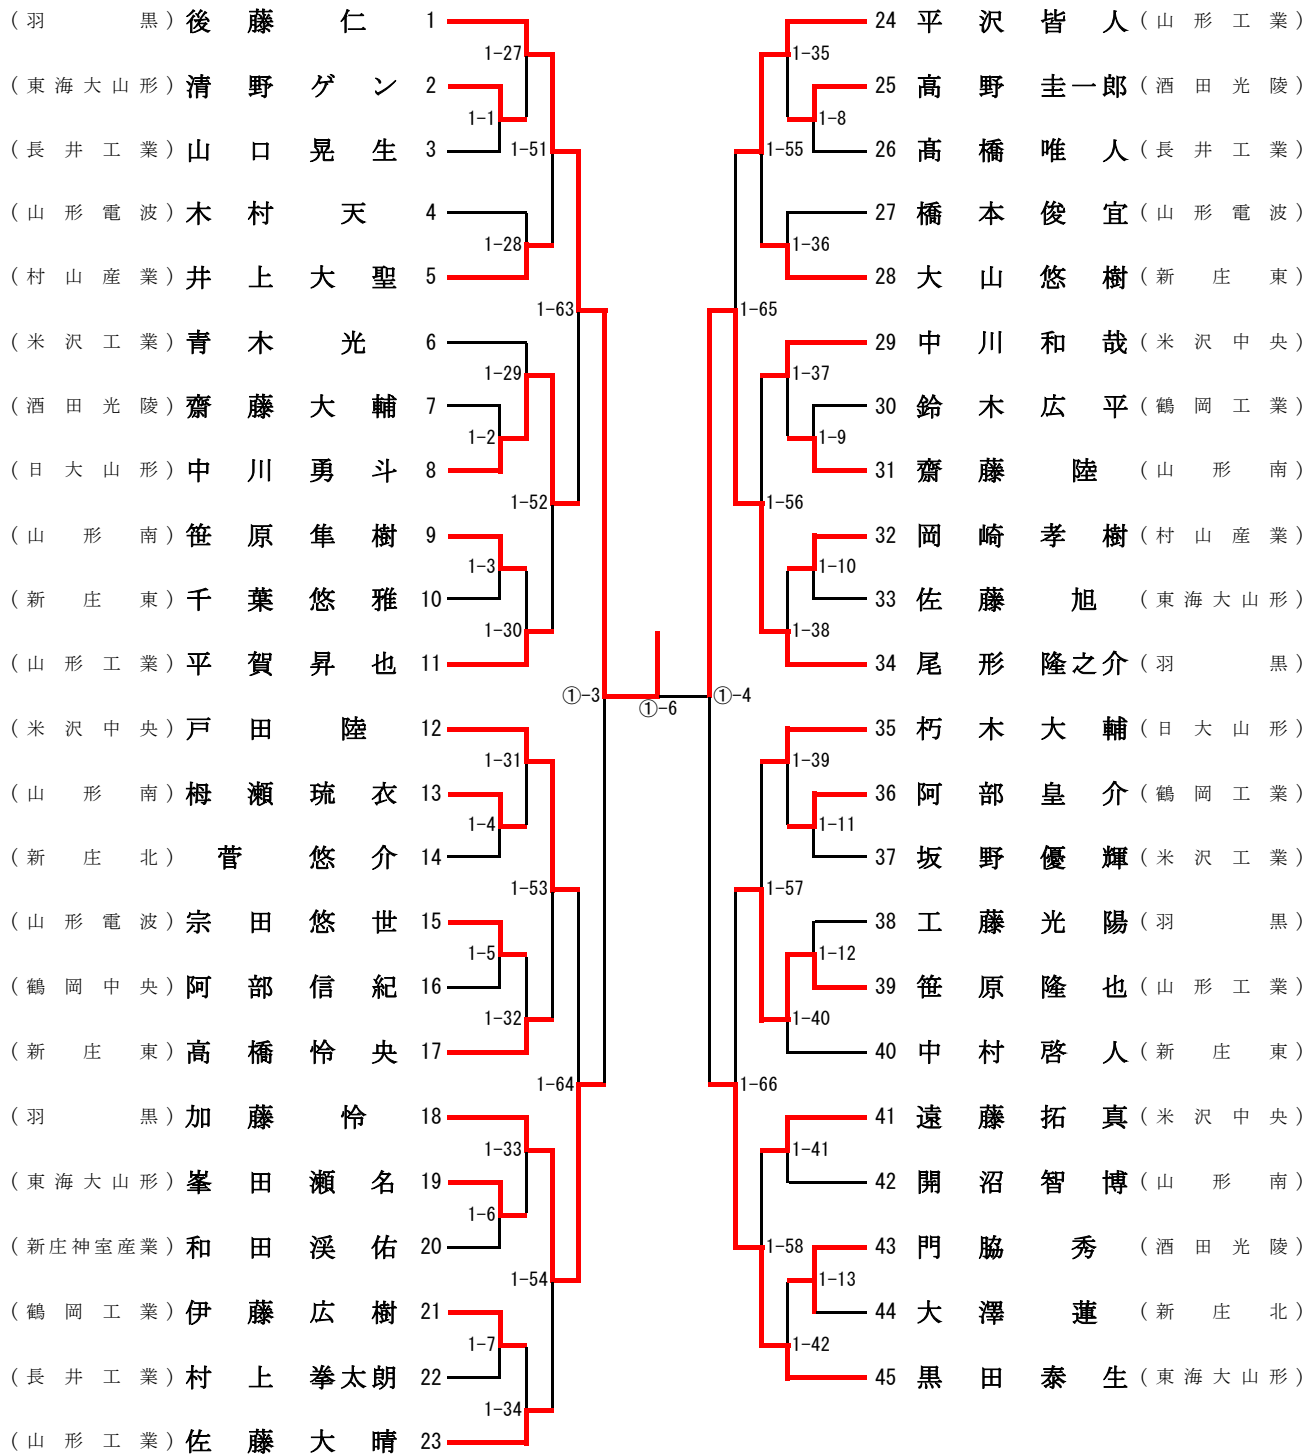 (羽黒) 後藤仁 1
(東海大山形) 清野ゲン 2
(長井工業) 山口晃生 3
(山形電波) 木村天 4
(村山産業) 井上大聖 5
(米沢工業) 青木光 6
(酒田光陵) 齋藤大輔 7
(日大山形) 中川勇斗 8
(山形南) 笹原隼樹 9
(新庄東) 千葉悠雅 10
(山形工業) 平賀昇也 11
(米沢中央) 戸田陸 12
(山形南) 栂瀬琉衣 13
(新庄北) 菅悠介 14
(山形電波) 宗田悠世 15
(鶴岡中央) 阿部信紀 16
(新庄東) 高橋怜央 17
(羽黒) 加藤怜 18
(東海大山形) 峯田瀬名 19
(新庄神室産業) 和田渓佑 20
(鶴岡工業) 伊藤広樹 21
(長井工業) 村上拳太朗 22
(山形工業) 佐藤大晴 23
1-27
1-1
1-51
1-28
1-63
1-29
1-2
1-52
1-3
1-30
①-3
1-31
1-4
1-53
1-5
1-32
1-64
1-33
1-6
1-54
1-7
1-34
①-6
①-4
1-35
1-8
1-55
1-36
1-65
1-37
1-9
1-56
1-10
1-38
1-39
1-11
1-57
1-12
1-40
1-66
1-41
1-58
1-13
1-42
24 平沢皆人 (山形工業)
25 高野圭一郎 (酒田光陵)
26 髙橋唯人 (長井工業)
27 橋本俊宜 (山形電波)
28 大山悠樹 (新庄東)
29 中川和哉 (米沢中央)
30 鈴木広平 (鶴岡工業)
31 齋藤陸 (山形南)
32 岡崎孝樹 (村山産業)
33 佐藤旭 (東海大山形)
34 尾形隆之介 (羽黒)
35 朽木大輔 (日大山形)
36 阿部皇介 (鶴岡工業)
37 坂野優輝 (米沢工業)
38 工藤光陽 (羽黒)
39 笹原隆也 (山形工業)
40 中村啓人 (新庄東)
41 遠藤拓真 (米沢中央)
42 開沼智博 (山形南)
43 門脇秀 (酒田光陵)
44 大澤蓮 (新庄北)
45 黒田泰生 (東海大山形)